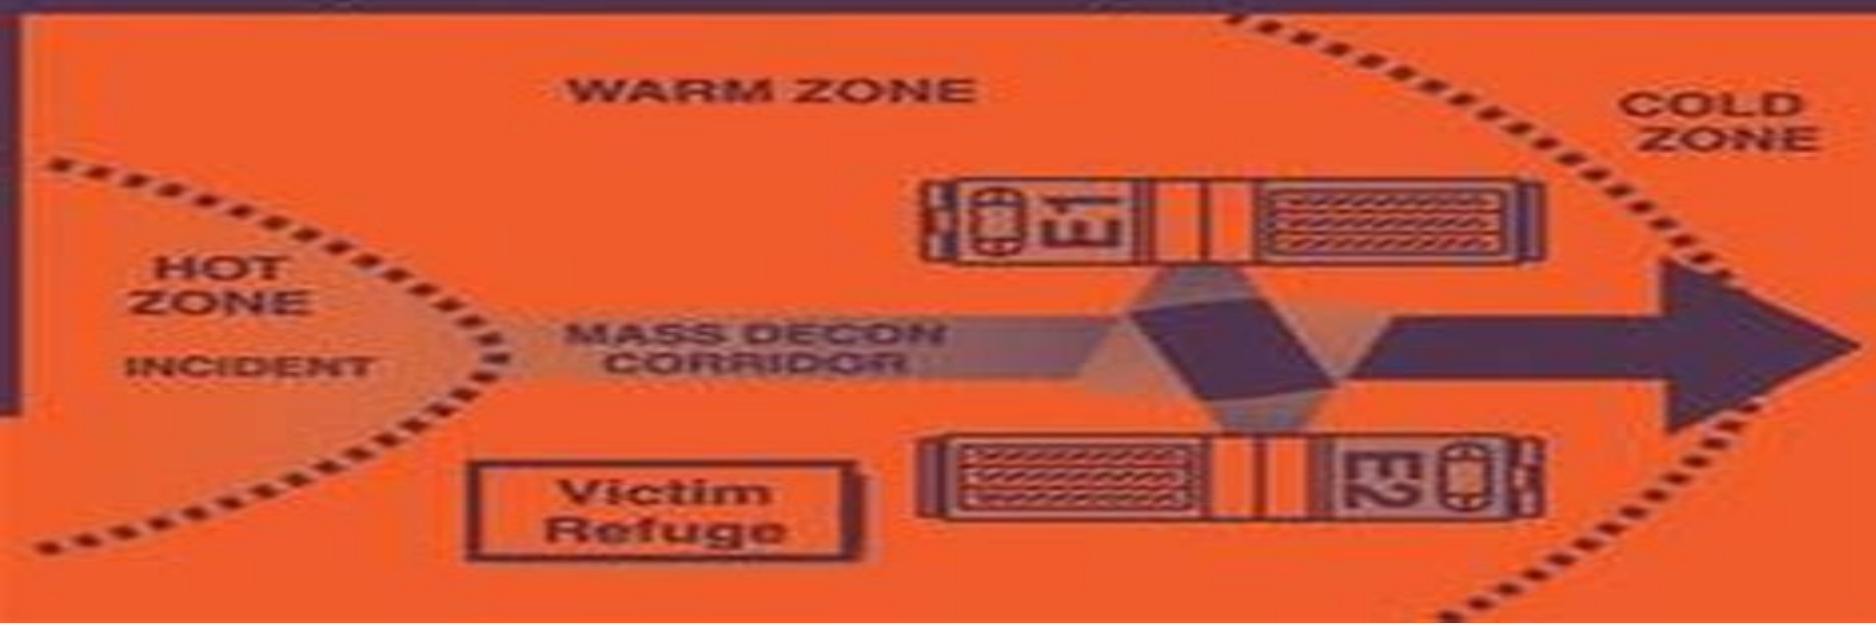 WARM ZONE
COLD
ZONE
E1
HOT
ZONE
INCIDENT
MASS DECON
CORRIDOR
E2
Victim
Refuge